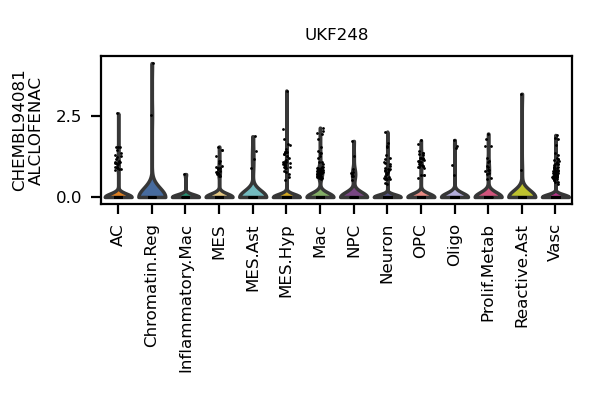 UKF248
CHEMBL94081
ALCLOFENAC
2.5
0.0
AC
Chromatin.Reg
Inflammatory.Mac
MES
MES.Ast
MES.Hyp
Mac
NPC
Neuron
OPC
Oligo
Prolif.Metab
Reactive.Ast
Vasc